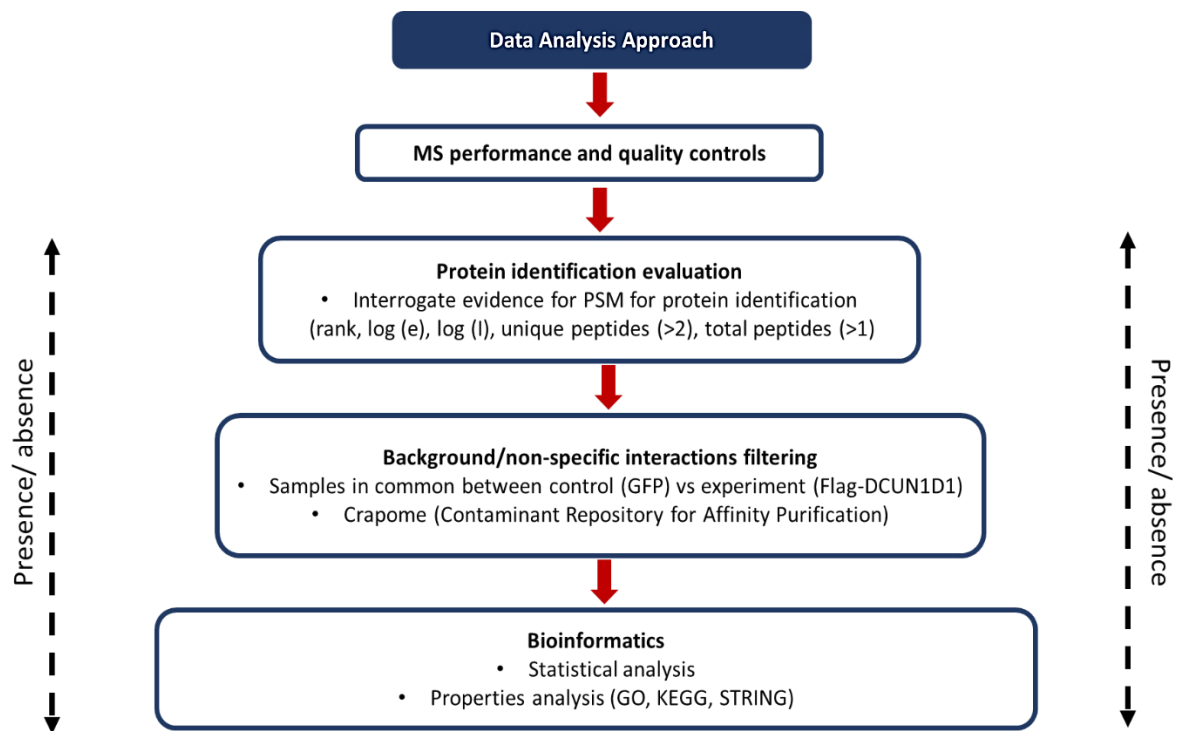 Data Analysis Approach
MS performance and quality controls
Protein identification evaluation
• Interrogate evidence for PSM for protein identification
(rank, log (e), log (I), unique peptides (>2), total peptides (>1)
Background/non-specific interactions filtering
• Samples in common between control (GFP) vs experiment (Flag-DCUN1D1)
• Crapome (Contaminant Repository for Affinity Purification)
Bioinformatics
• Statistical analysis
• Properties analysis (GO, KEGG, STRING)
Presence/ absence
Presence/ absence